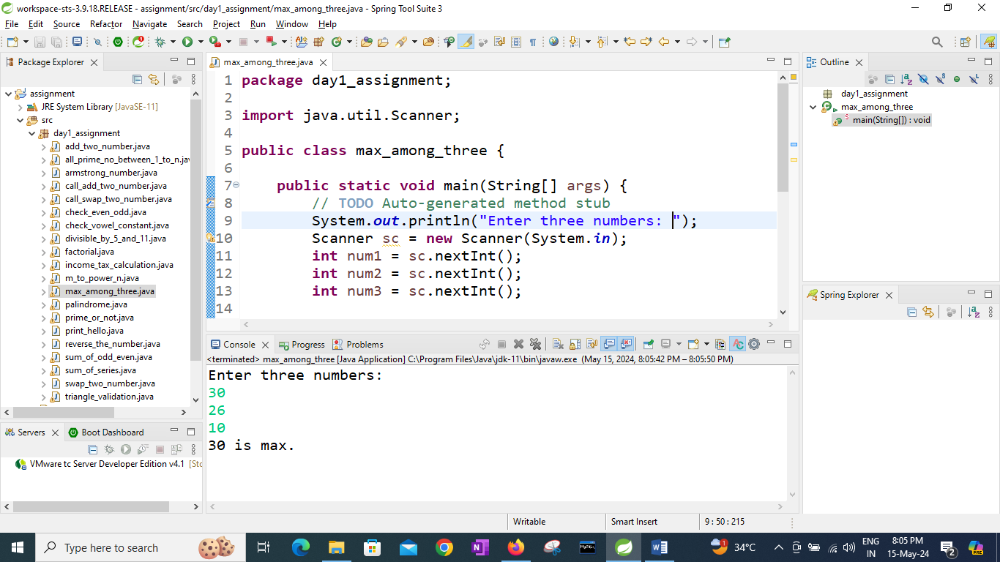 workspace-sts-3.9.18.RELEASE - assignment/src/day1_assignment/max_among_three.java - Spring Tool Suite 3
File Edit Source Refactor Navigate Search Project Run Window Help
Package Explorer
assignment
JRE System Library [JavaSE-11]
src
day1_assignment
add_two_number.java
all_prime_no_between_1_to_n.jav
armstrong_number.java
call_add_two_number.java
call_swap_two_number.java
check_even_odd.java
check_vowel_constant.java
divisible_by_5_and_11.java
factorial.java
income_tax_calculation.java
m_to_power_n.java
max_among_three.java
palindrome.java
prime_or_not.java
print_hello.java
reverse_the_number.java
sum_of_odd_even.java
sum_of_series.java
swap_two_number.java
triangle_validation.java
Servers Boot Dashboard
VMware tc Server Developer Edition v4.1 [Sto
max_among_three.java
1 package day1_assignment;
2
3 import java.util.Scanner;
4
5 public class max_among_three {
6
7 public static void main(String[] args) {
8 // TODO Auto-generated method stub
9 System.out.println("Enter three numbers: ");
10 Scanner sc = new Scanner(System.in);
11 int num1 = sc.nextInt();
12 int num2 = sc.nextInt();
13 int num3 = sc.nextInt();
14
Console Progress Problems
<terminated> max_among_three [Java Application] C:\Program Files\Java\jdk-11\bin\javaw.exe (May 15, 2024, 8:05:42 PM – 8:05:50 PM)
Enter three numbers:
30
26
10
30 is max.
Outline
day1_assignment
max_among_three
main(String[]) : void
Spring Explorer
Writable Smart Insert 9 : 50 : 215
Type here to search
34°C
ENG
IN
8:05 PM
15-May-24
2
PRE